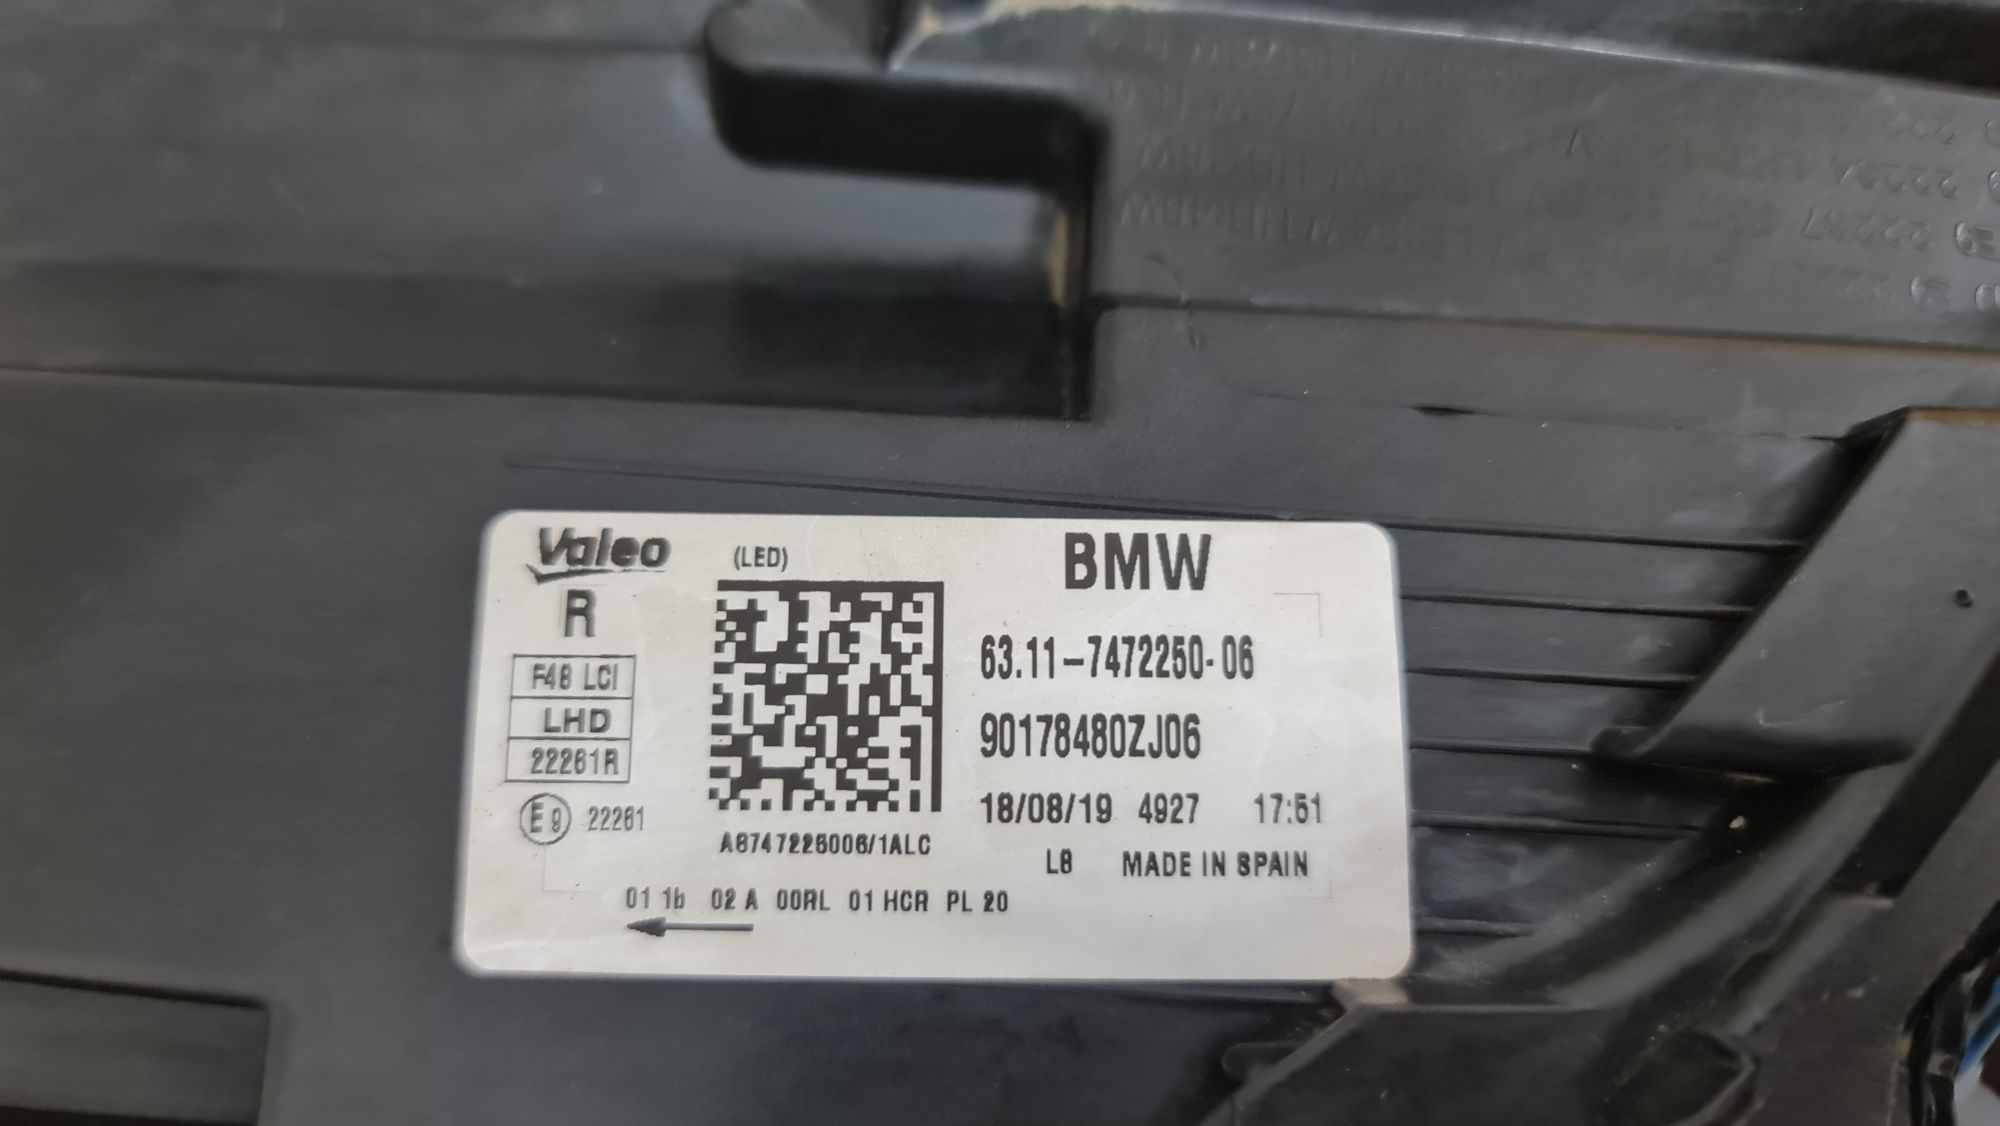 Valeo
(LED)
BMW
R
F48 LCI
LHD
22261R
E9 22261
63.11-7472250-06
90178480ZJ06
18/08/19 4927 17:51
A8747225006/1ALC
L8 MADE IN SPAIN
01 1b 02 A 00RL 01 HCR PL 20